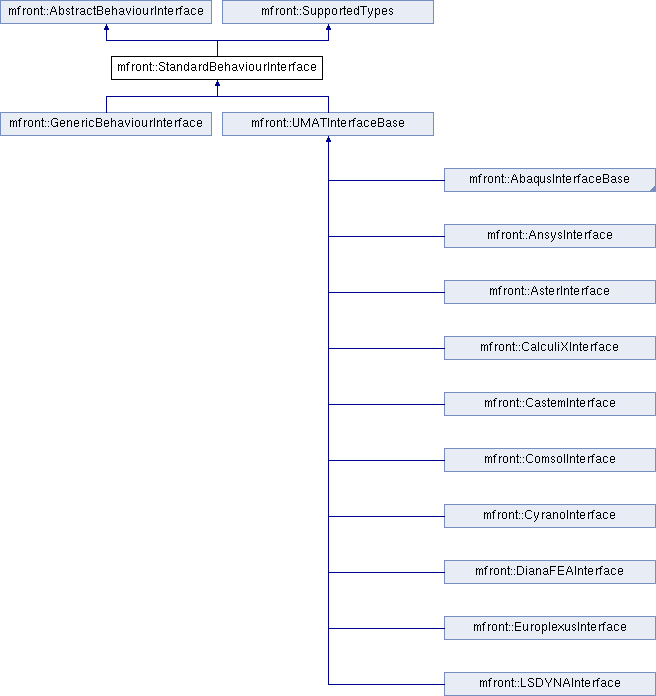 mfront::AbstractBehaviourInterface
mfront::SupportedTypes
mfront::StandardBehaviourInterface
mfront::GenericBehaviourInterface
mfront::UMATInterfaceBase
mfront::AbaqusInterfaceBase
mfront::AnsysInterface
mfront::AsterInterface
mfront::CalculiXInterface
mfront::CastemInterface
mfront::ComsolInterface
mfront::CyranoInterface
mfront::DianaFEAInterface
mfront::EuroplexusInterface
mfront::LSDYNAInterface